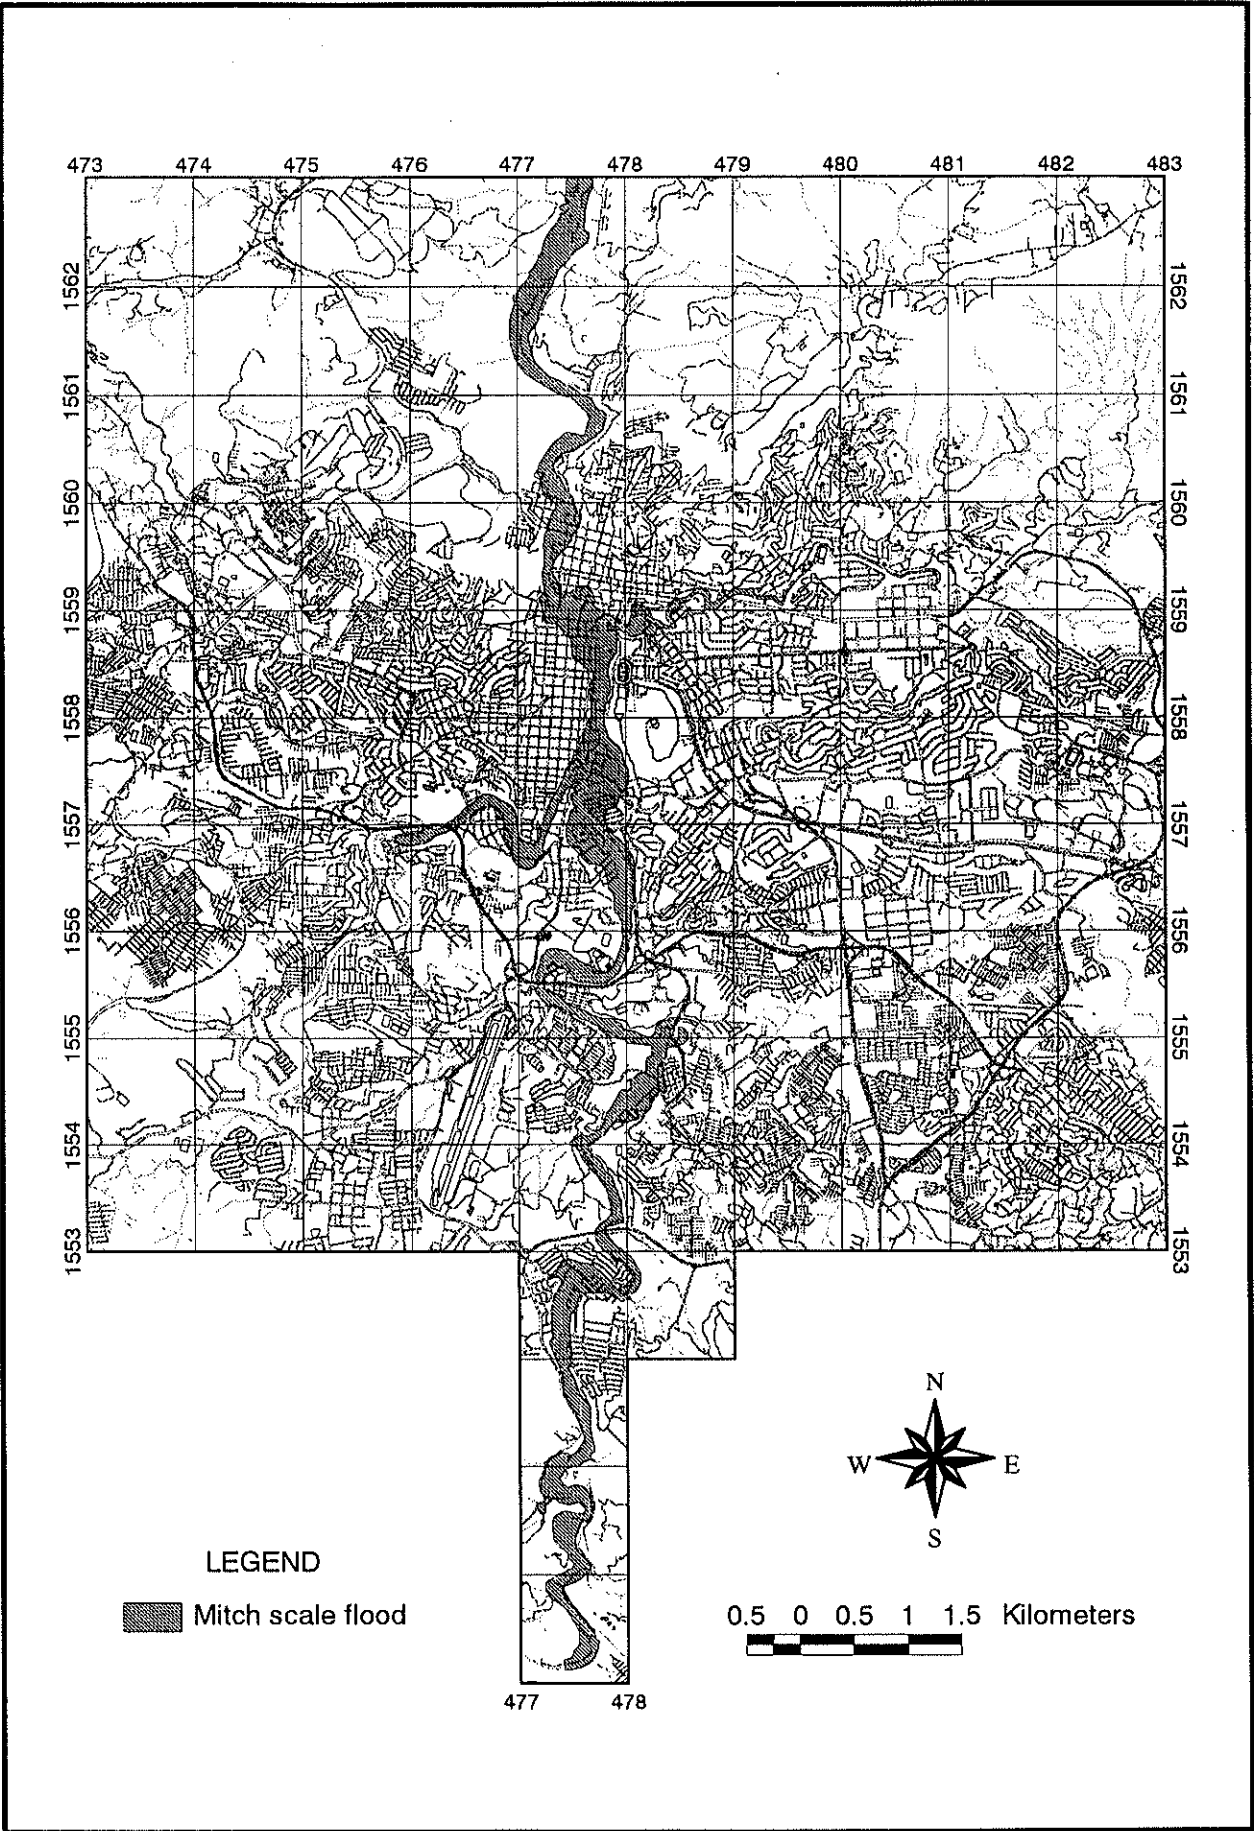 473 474 475 476 477 478 479 480 481 482 483
1562 1562
1561 1561
1560 1560
1559 1559
1558 1558
1557 1557
1556 1556
1555 1555
1554 1554
1553 1553
N
W E
S
LEGEND
Mitch scale flood
0.5 0 0.5 1 1.5 Kilometers
477 478